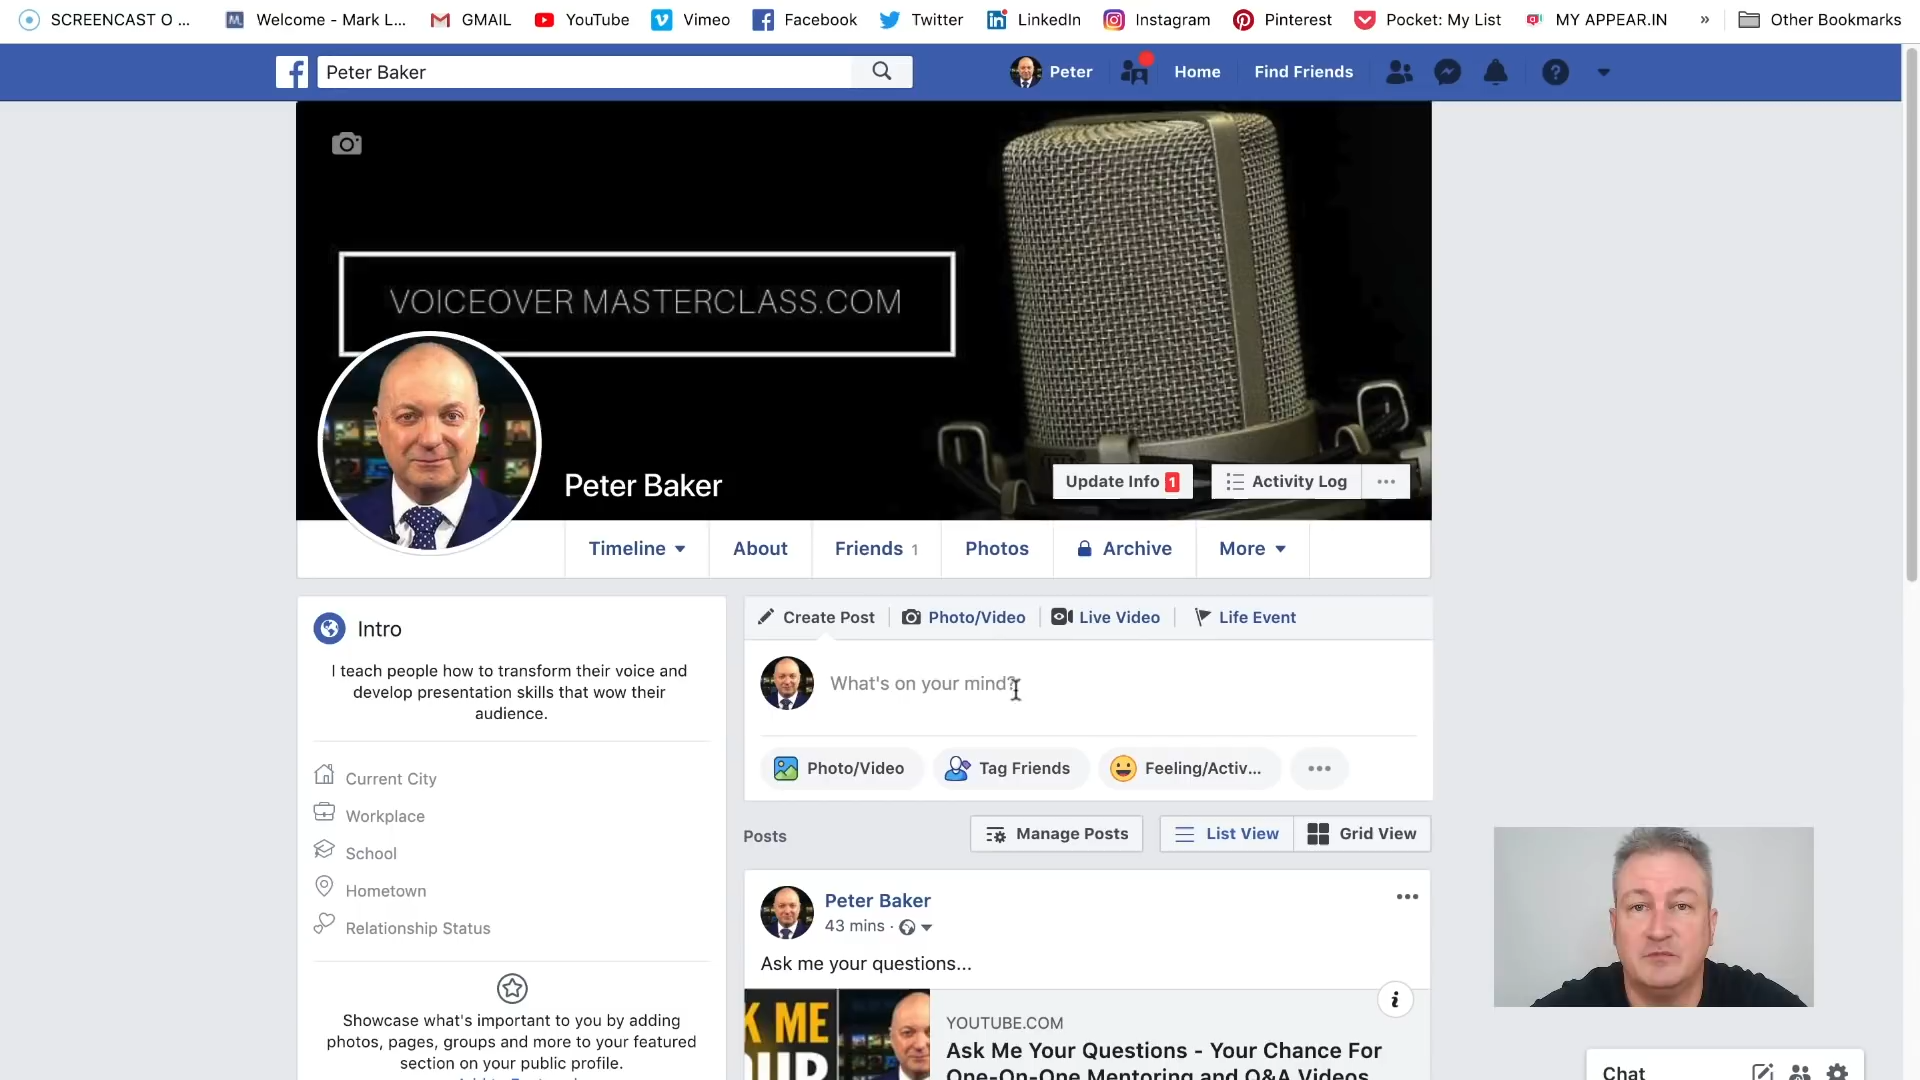 SCREENCAST O ... Welcome - Mark L... GMAIL YouTube Vimeo Facebook Twitter LinkedIn Instagram Pinterest Pocket: My List MY APPEAR.IN » Other Bookmarks
Peter Baker Peter Home Find Friends
VOICEOVER MASTERCLASS.COM
Peter Baker
Update Info 1 Activity Log ...
Timeline About Friends 1 Photos Archive More
Intro
I teach people how to transform their voice and
develop presentation skills that wow their
audience.
Current City
Workplace
School
Hometown
Relationship Status
Showcase what's important to you by adding
photos, pages, groups and more to your featured
section on your public profile.
Create Post Photo/Video Live Video Life Event
What's on your mind?
Photo/Video Tag Friends Feeling/Activ... ...
Posts Manage Posts List View Grid View
Peter Baker
43 mins ·
Ask me your questions...
K ME
OUP
YOUTUBE.COM
Ask Me Your Questions - Your Chance For
One-On-One Mentoring and Q&A Videos
Chat